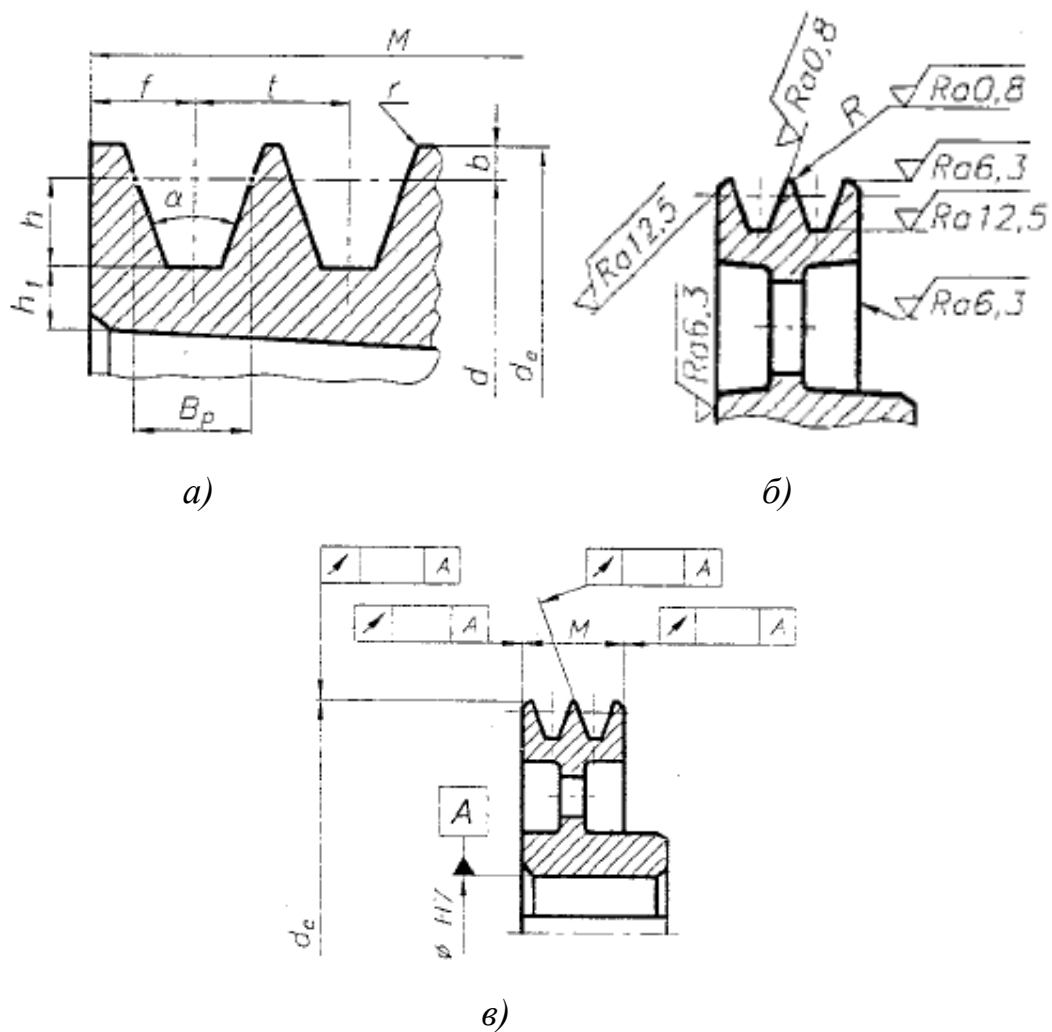 M
f
t
r
b
h
α
h₁
Bₚ
d
dₑ
а)
Ra0,8
R
Ra0,8
Ra6,3
Ra12,5
Ra12,5
Ra6,3
Ra6,3
б)
A
A
A
M
A
A
dₑ
⌀ H7
в)